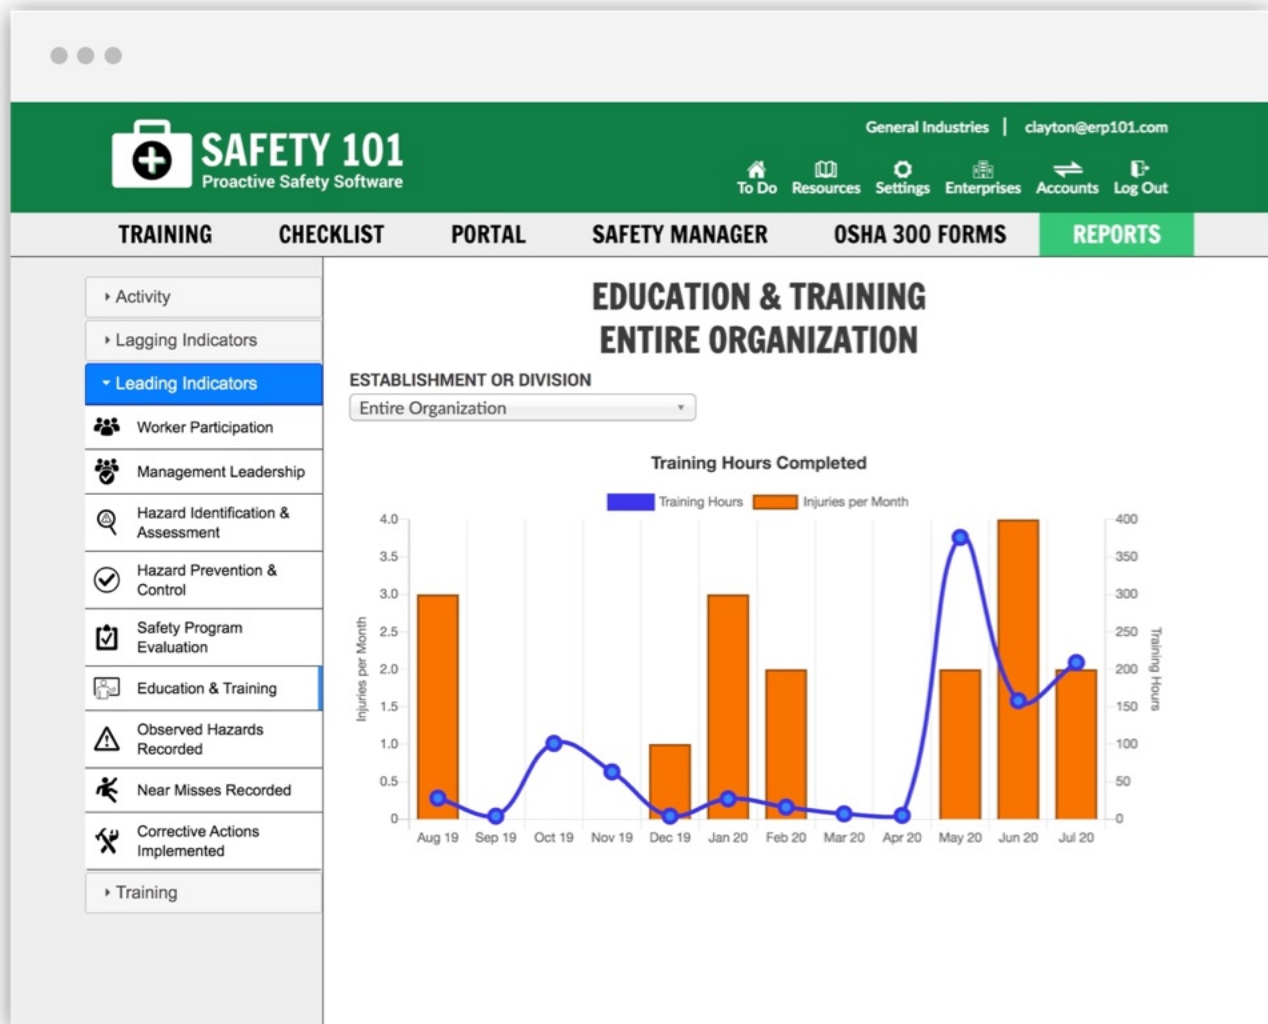 General Industries | clayton@erp101.com
SAFETY 101
Proactive Safety Software
To Do Resources Settings Enterprises Accounts Log Out
TRAINING CHECKLIST PORTAL SAFETY MANAGER OSHA 300 FORMS REPORTS
Activity
Lagging Indicators
Leading Indicators
Worker Participation
Management Leadership
Hazard Identification &
Assessment
Hazard Prevention &
Control
Safety Program
Evaluation
Education & Training
Observed Hazards
Recorded
Near Misses Recorded
Corrective Actions
Implemented
Training
EDUCATION & TRAINING
ENTIRE ORGANIZATION
ESTABLISHMENT OR DIVISION
Entire Organization
Training Hours Completed
Training Hours Injuries per Month
Injuries per Month
4.0
3.5
3.0
2.5
2.0
1.5
1.0
0.5
0
400
350
300
250
200
150
100
50
0
Training Hours
Aug 19 Sep 19 Oct 19 Nov 19 Dec 19 Jan 20 Feb 20 Mar 20 Apr 20 May 20 Jun 20 Jul 20